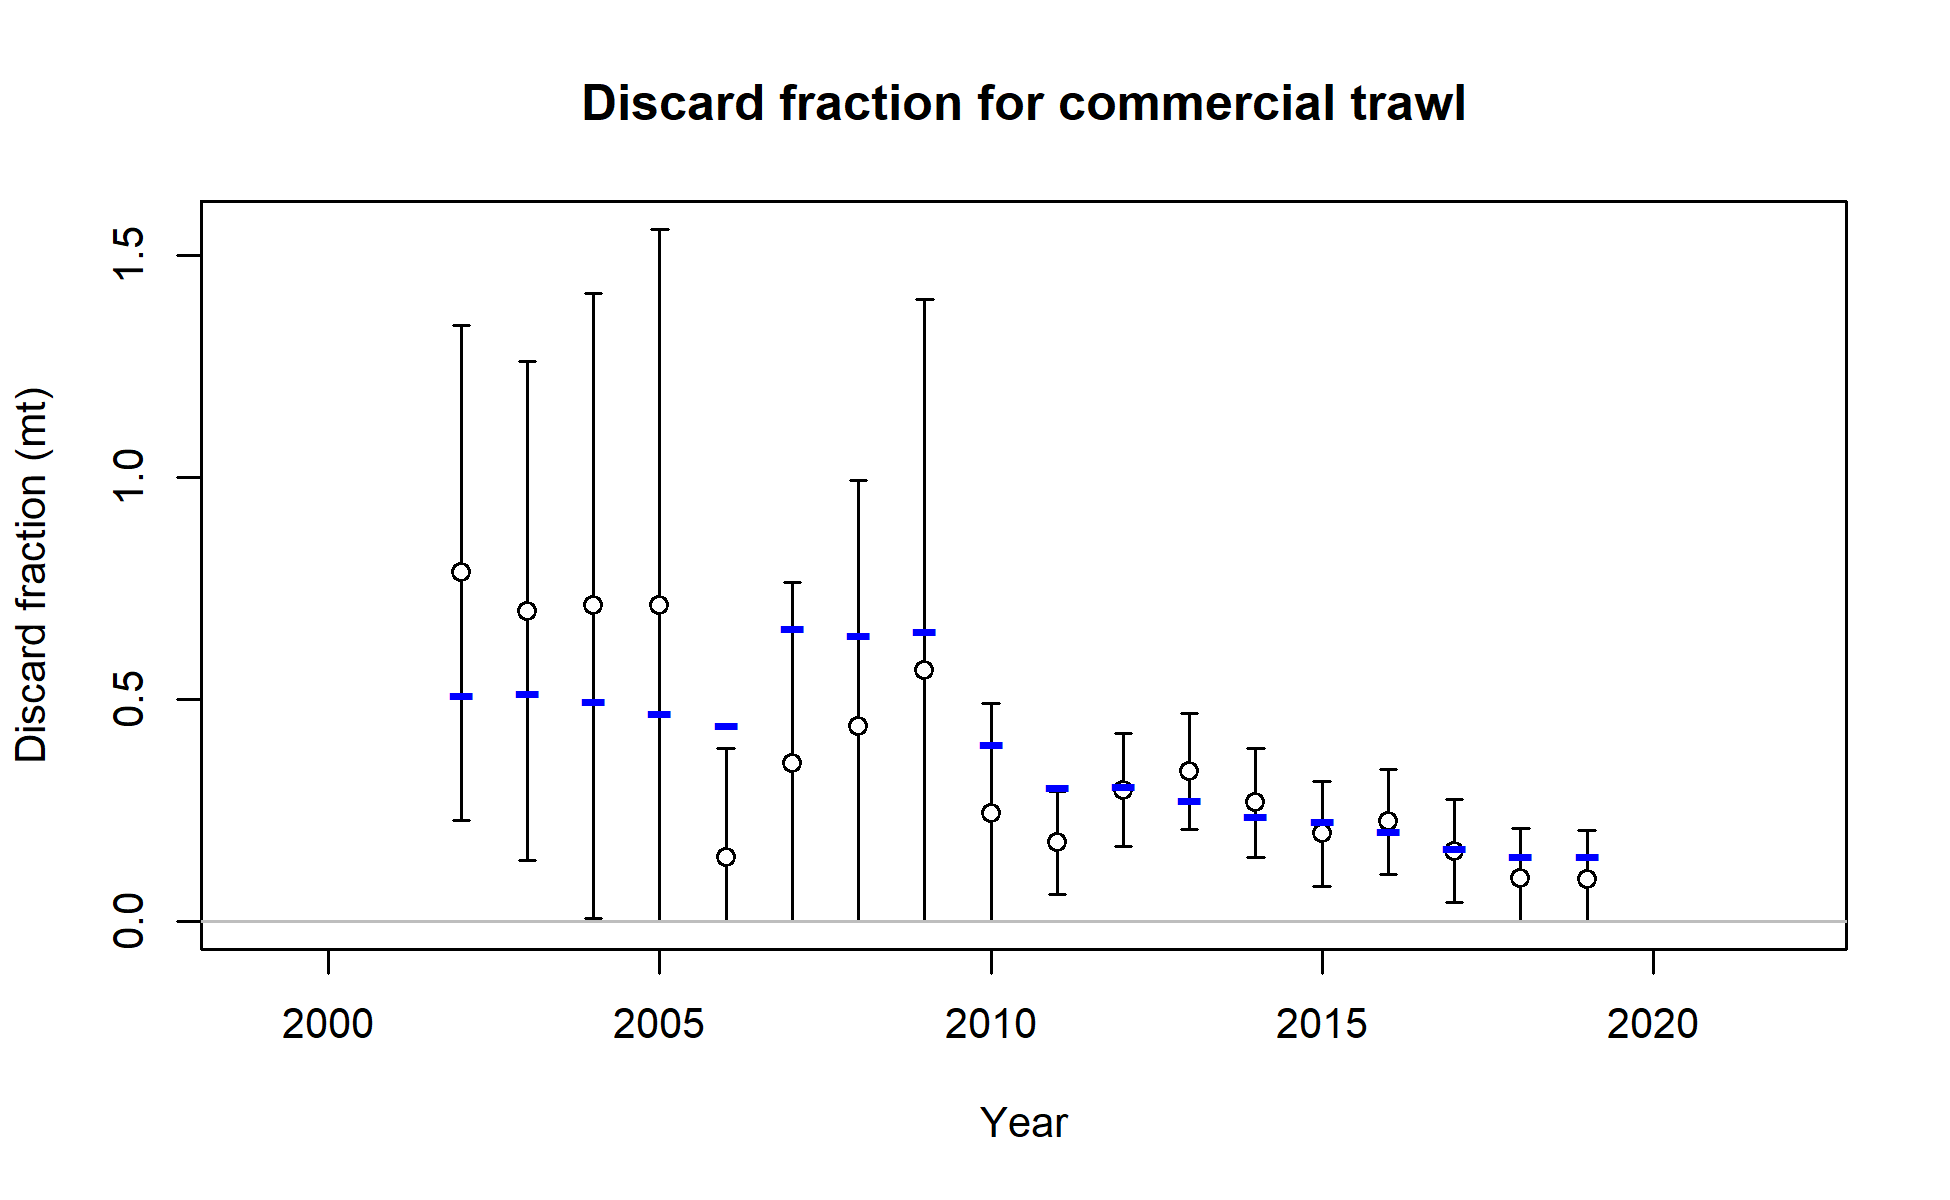 Discard fraction for commercial trawl
Discard fraction (mt)
1.5
1.0
0.5
0.0
2000 2005 2010 2015 2020
Year